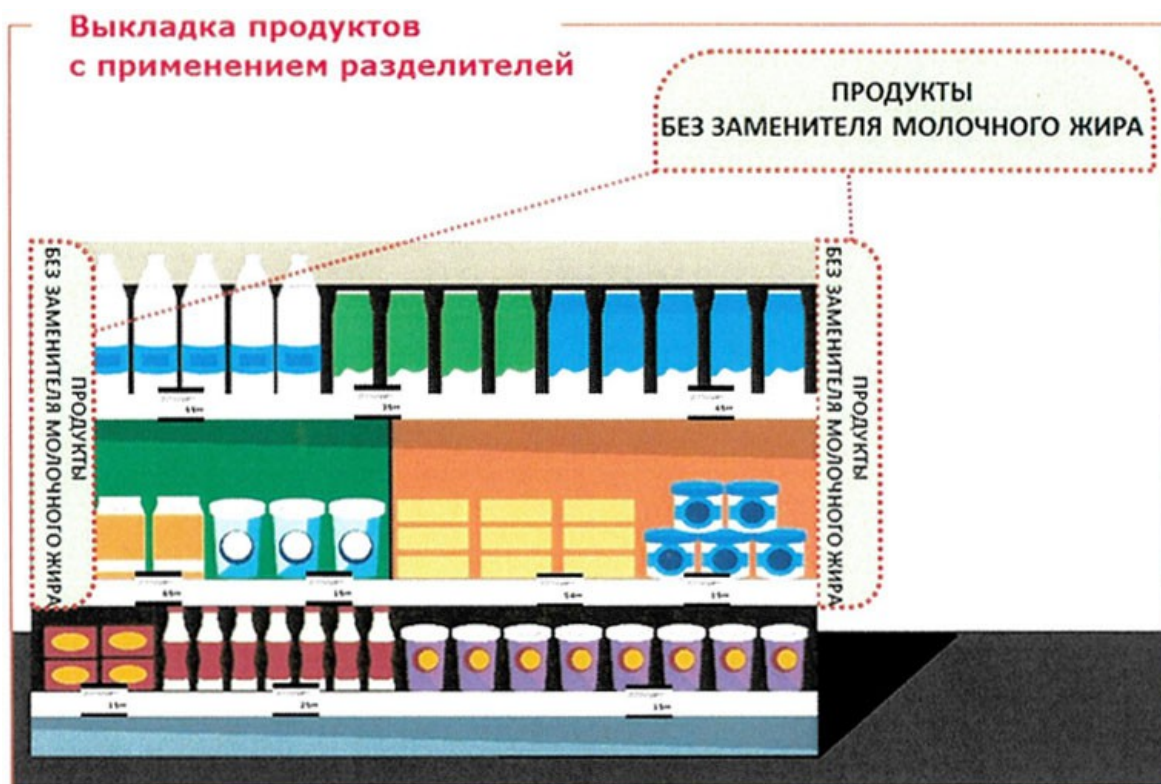 Выкладка продуктов
с применением разделителей
ПРОДУКТЫ
БЕЗ ЗАМЕНИТЕЛЯ МОЛОЧНОГО ЖИРА
ПРОДУКТЫ
БЕЗ ЗАМЕНИТЕЛЯ МОЛОЧНОГО ЖИРА
ПРОДУКТЫ
БЕЗ ЗАМЕНИТЕЛЯ МОЛОЧНОГО ЖИРА